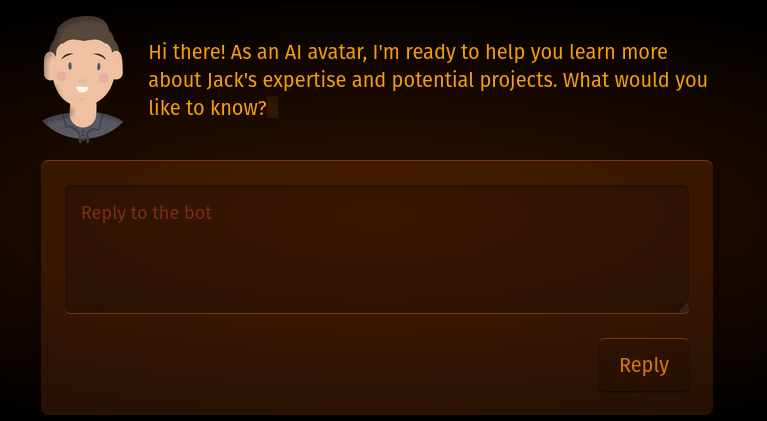 Hi there! As an AI avatar, I'm ready to help you learn more
about Jack's expertise and potential projects. What would you
like to know?
Reply to the bot
Reply